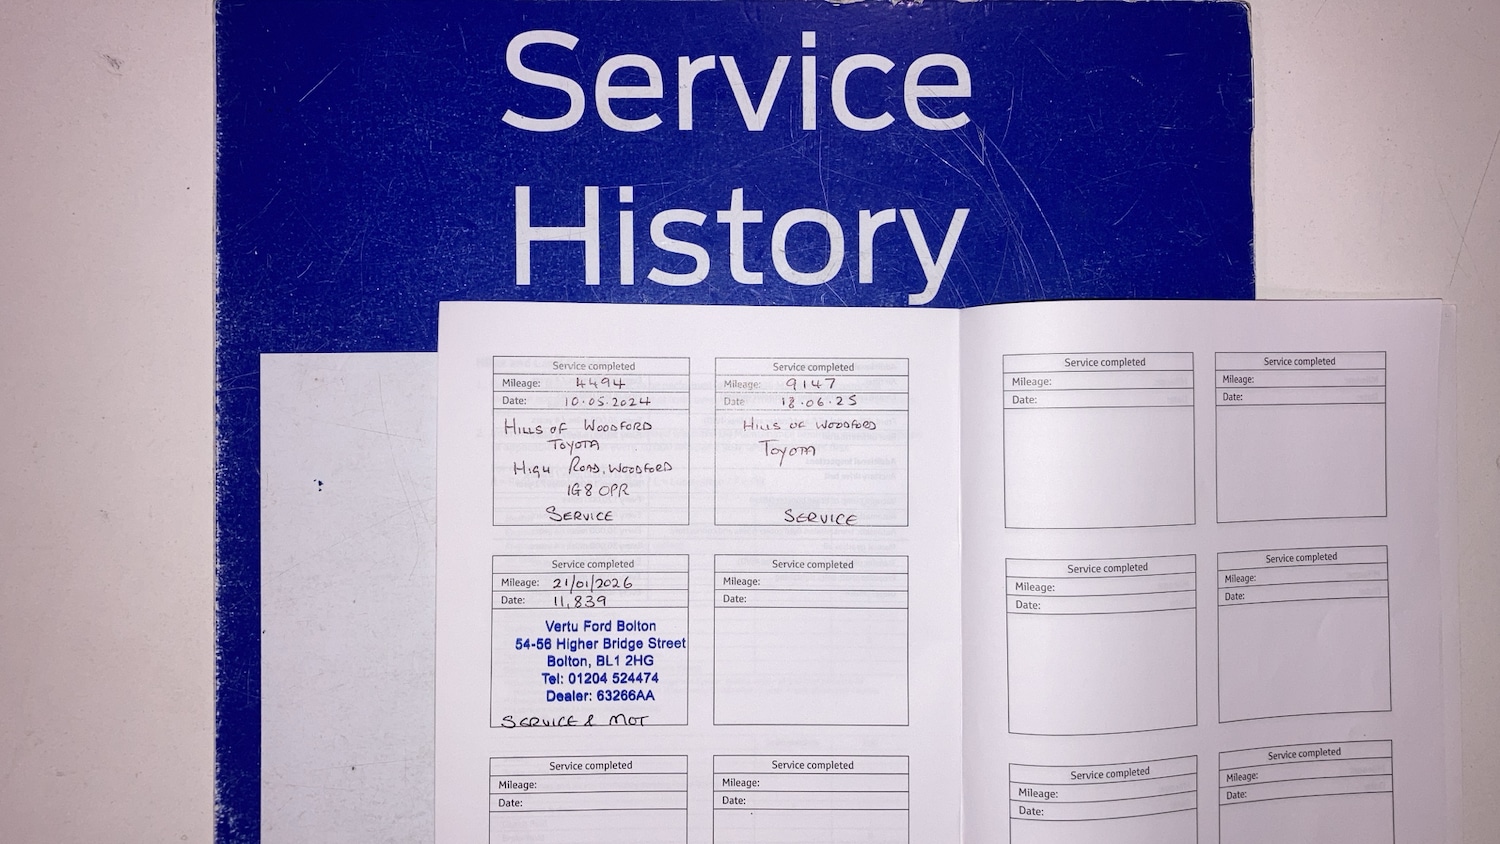 Service
History
Service completed
Mileage: 4494
Date: 10.05.2024
HILLS OF WOODFORD
TOYOTA
HIGH ROAD, WOODFORD
IG8 0PR
SERVICE
Service completed
Mileage: 9147
Date 18.06.25
HILLS OF WOODFORD
TOYOTA
SERVICE
Service completed
Mileage: 21/01/2026
Date: 11,839
Vertu Ford Bolton
54-56 Higher Bridge Street
Bolton, BL1 2HG
Tel: 01204 524474
Dealer: 63266AA
SERVICE & MOT
Service completed
Mileage:
Date:
Service completed
Mileage:
Date:
Service completed
Mileage:
Date:
Service completed
Mileage:
Date:
Service completed
Mileage:
Date:
Service completed
Mileage:
Date:
Service completed
Mileage:
Date:
Service completed
Mileage:
Date:
Service completed
Mileage:
Date: